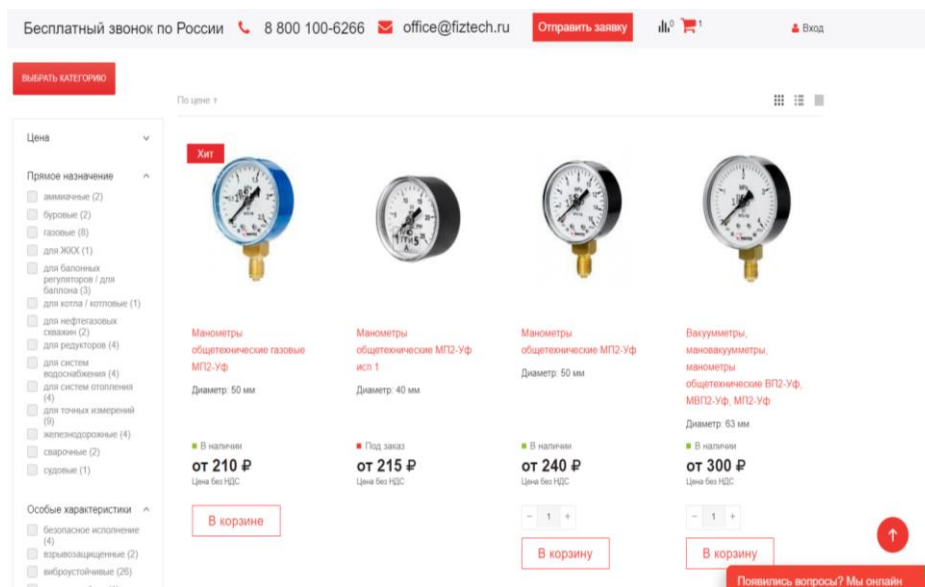 Бесплатный звонок по России 8 800 100-6266 office@fiztech.ru Отправить заявку 0 1 Вход
ВЫБРАТЬ КАТЕГОРИЮ
По цене ↑
Цена
Прямое назначение
аммиачные (2)
буровые (2)
газовые (8)
для ЖКХ (1)
для балонных
регуляторов / для
баллона (3)
для котла / котловые (1)
для нефтегазовых
скважин (2)
для редукторов (4)
для систем
водоснабжения (4)
для систем отопления
(4)
для точных измерений
(9)
железнодорожные (4)
сварочные (2)
судовые (1)
Особые характеристики
безопасное исполнение
(4)
взрывозащищенные (2)
виброустойчивые (26)
Хит
Манометры
общетехнические газовые
МП2-Уф
Диаметр: 50 мм
В наличии
от 210 ₽
Цена без НДС
В корзине
Манометры
общетехнические МП2-Уф
исп 1
Диаметр: 40 мм
Под заказ
от 215 ₽
Цена без НДС
Манометры
общетехнические МП2-Уф
Диаметр: 50 мм
В наличии
от 240 ₽
Цена без НДС
− 1 +
В корзину
Вакуумметры,
мановакуумметры,
манометры
общетехнические ВП2-Уф,
МВП2-Уф, МП2-Уф
Диаметр: 63 мм
В наличии
от 300 ₽
Цена без НДС
− 1 +
В корзину
Появились вопросы? Мы онлайн